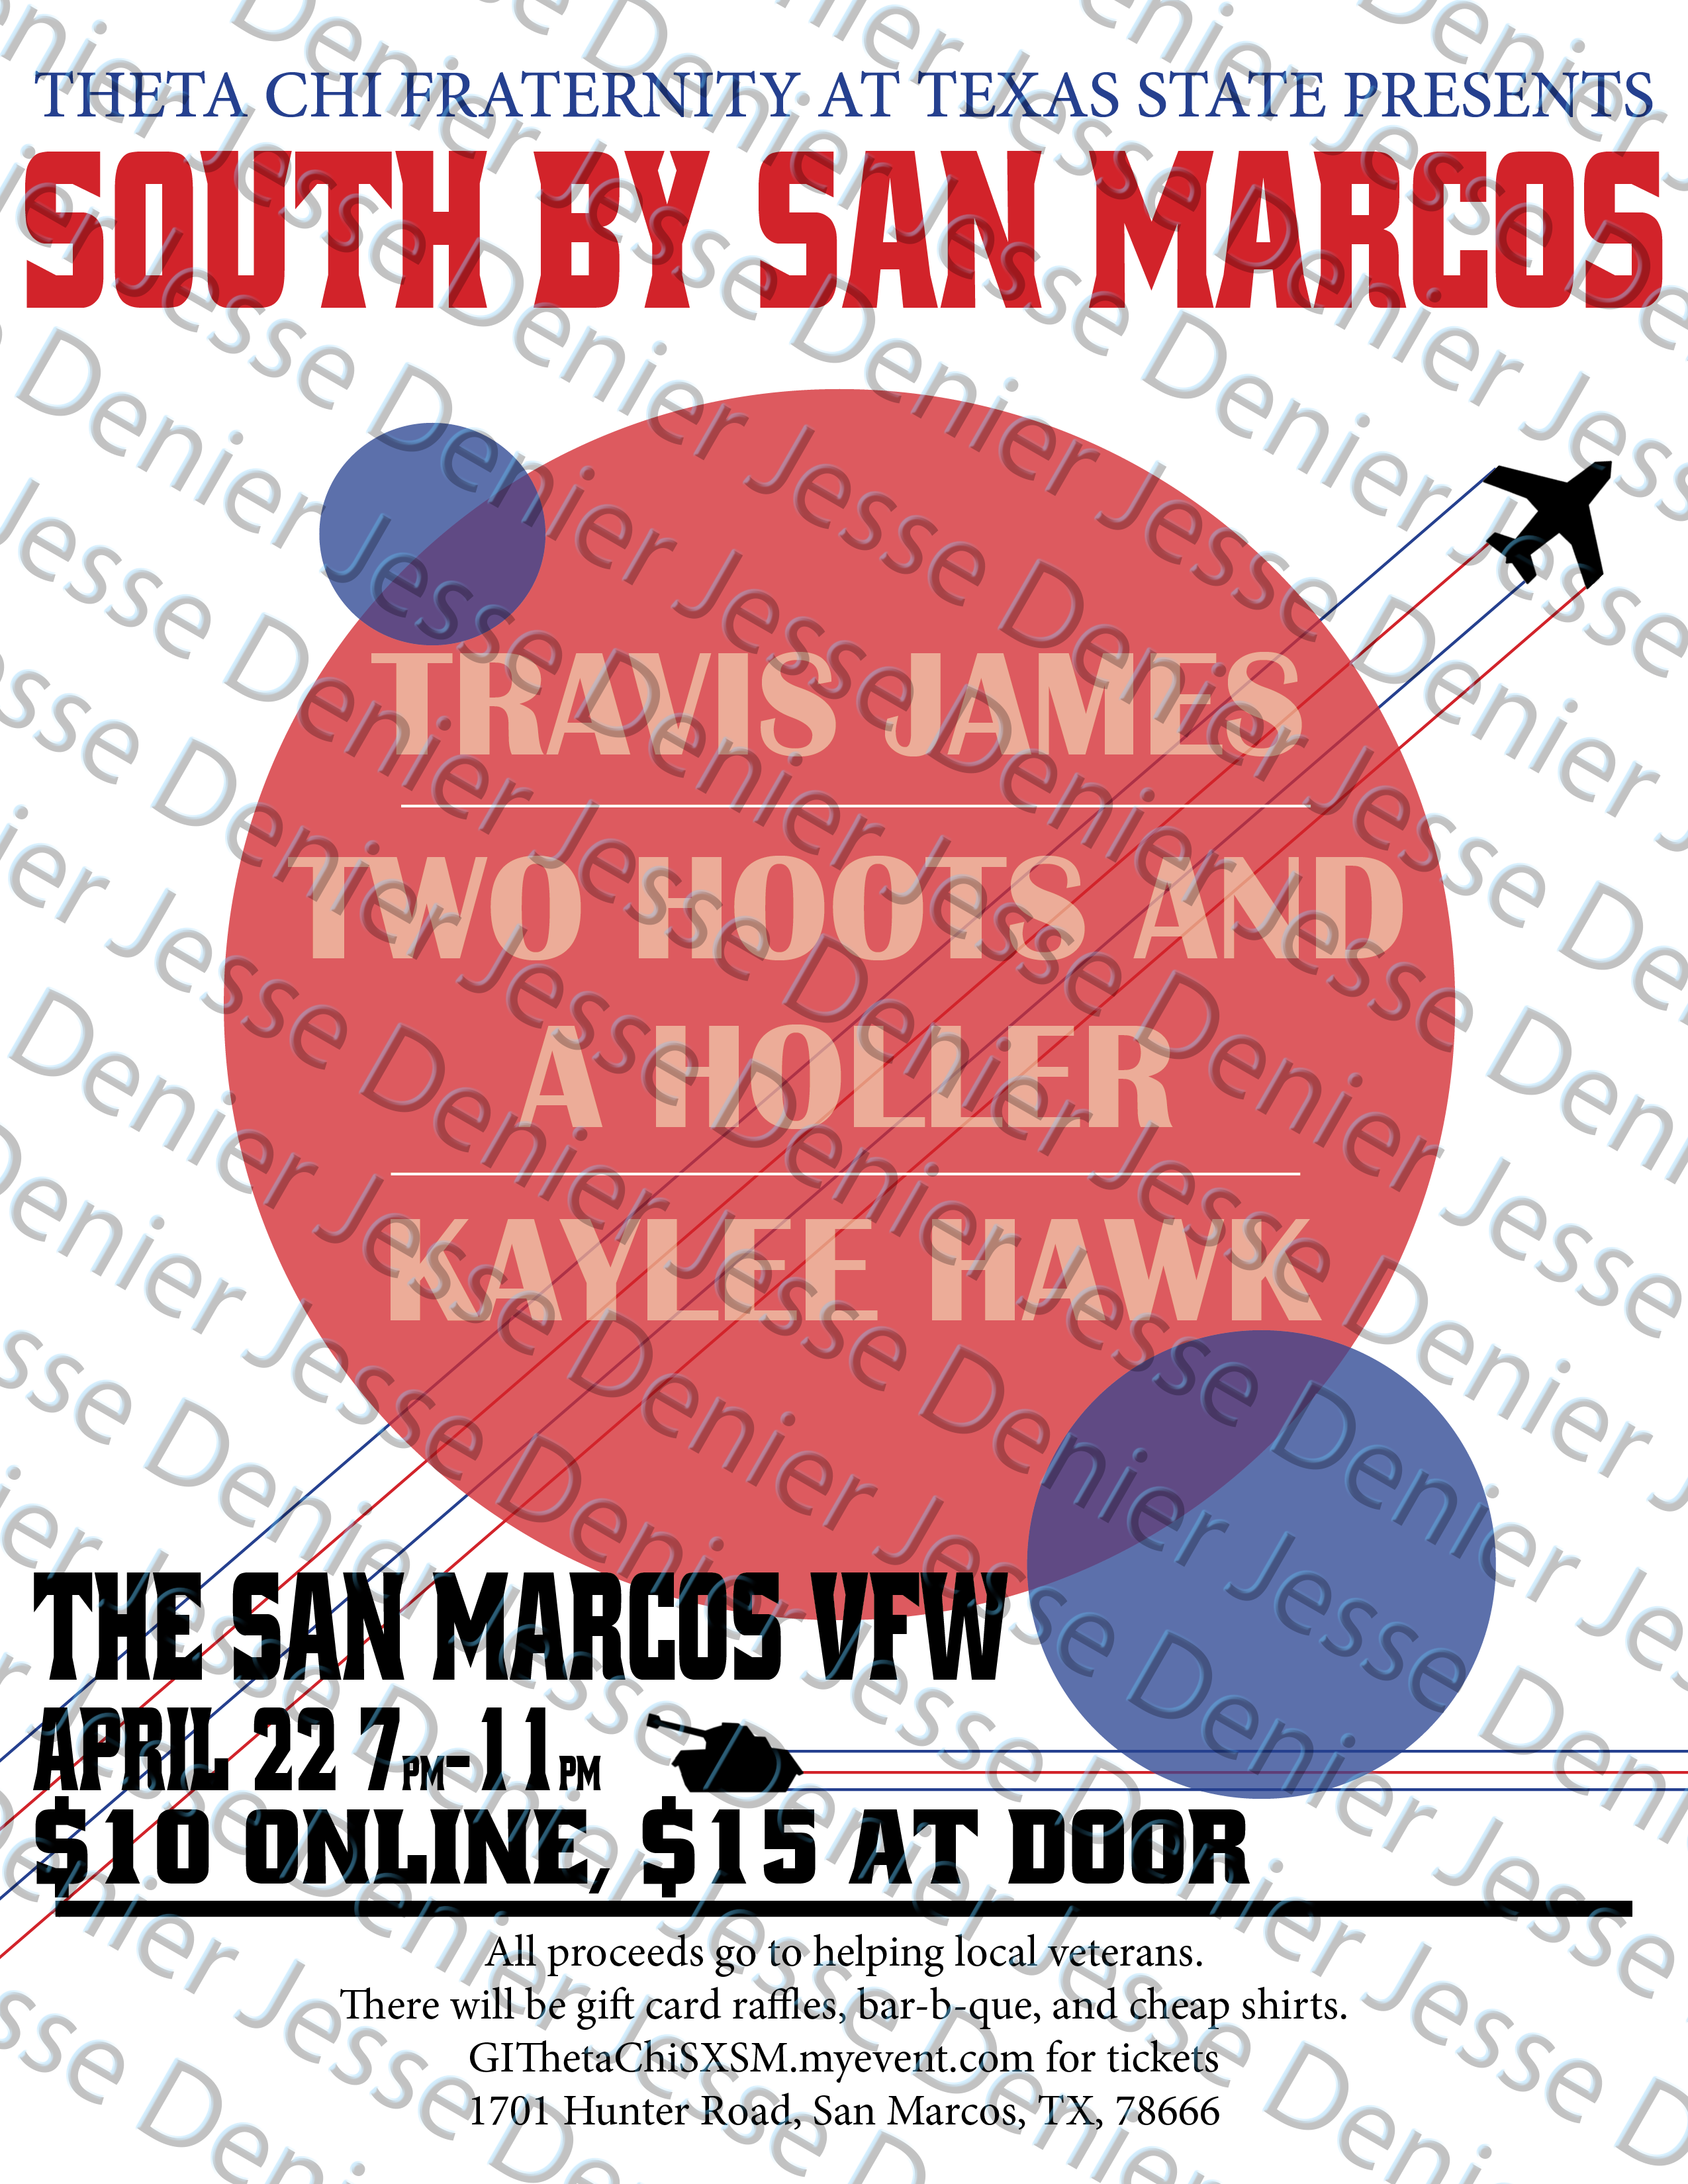 THETA CHI FRATERNITY AT TEXAS STATE PRESENTS
SOUTH BY SAN MARCOS
TRAVIS JAMES
TWO HOOTS AND
A HOLLER
KAYLEE HAWK
THE SAN MARCOS VFW
APRIL 22 7PM-11PM
$10 ONLINE, $15 AT DOOR
All proceeds go to helping local veterans.
There will be gift card raffles, bar-b-que, and cheap shirts.
GIThetaChiSXSM.myevent.com for tickets
1701 Hunter Road, San Marcos, TX, 78666
Jesse Denier